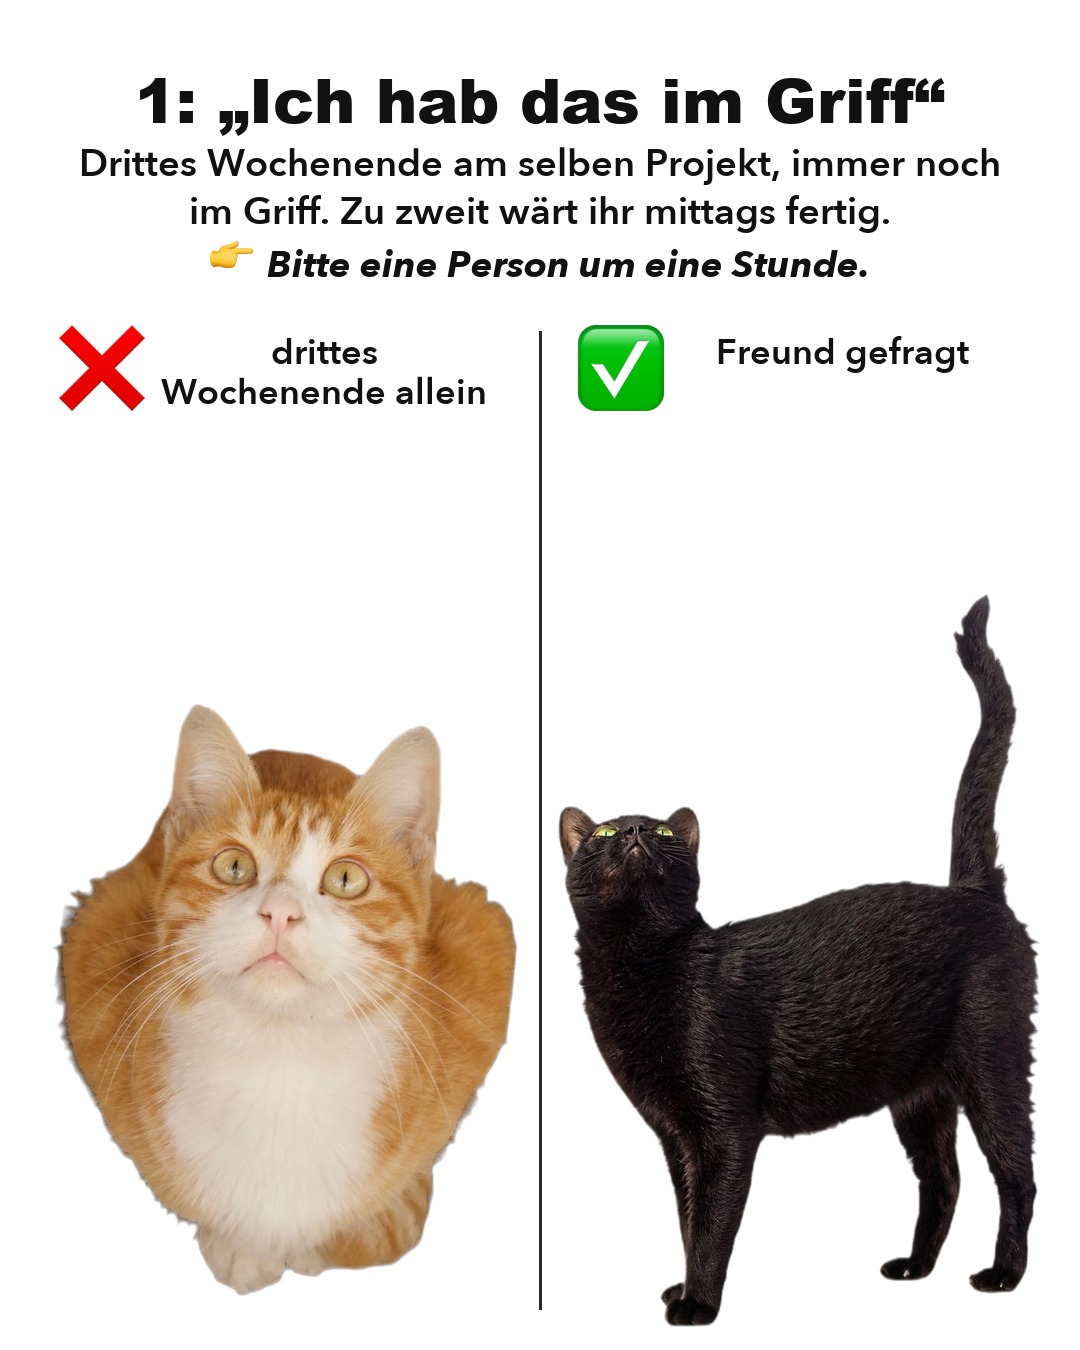 1: „Ich hab das im Griff“
Drittes Wochenende am selben Projekt, immer noch
im Griff. Zu zweit wärt ihr mittags fertig.
👉 Bitte eine Person um eine Stunde.
❌ drittes
Wochenende allein
✅ Freund gefragt